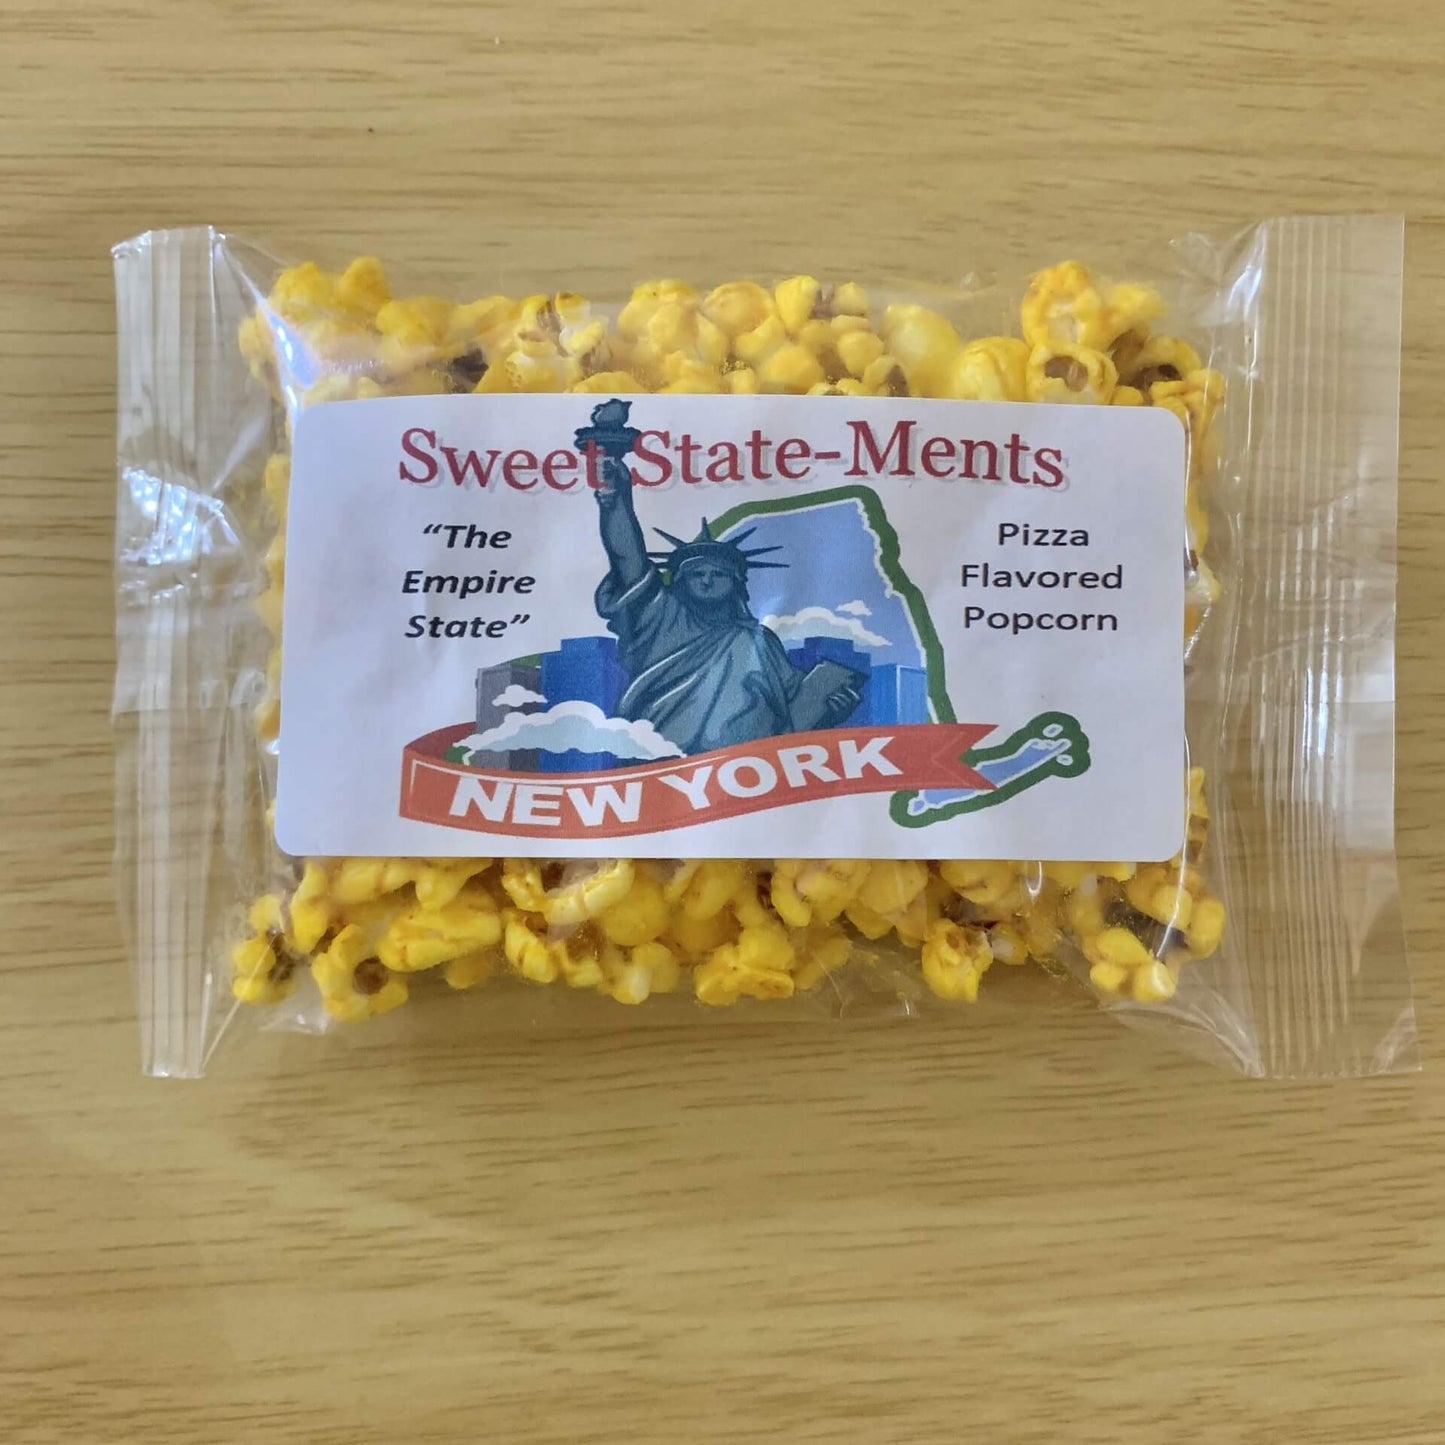 Sweet State-Ments
“The
Empire
State”
Pizza
Flavored
Popcorn
NEW YORK